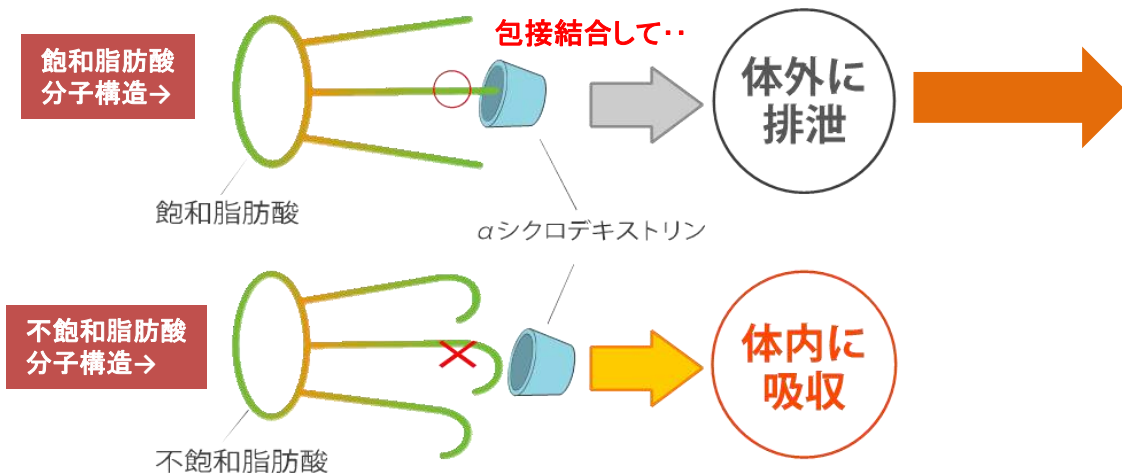 包接結合して‥
飽和脂肪酸
分子構造→
体外に
排泄
飽和脂肪酸
αシクロデキストリン
不飽和脂肪酸
分子構造→
体内に
吸収
不飽和脂肪酸